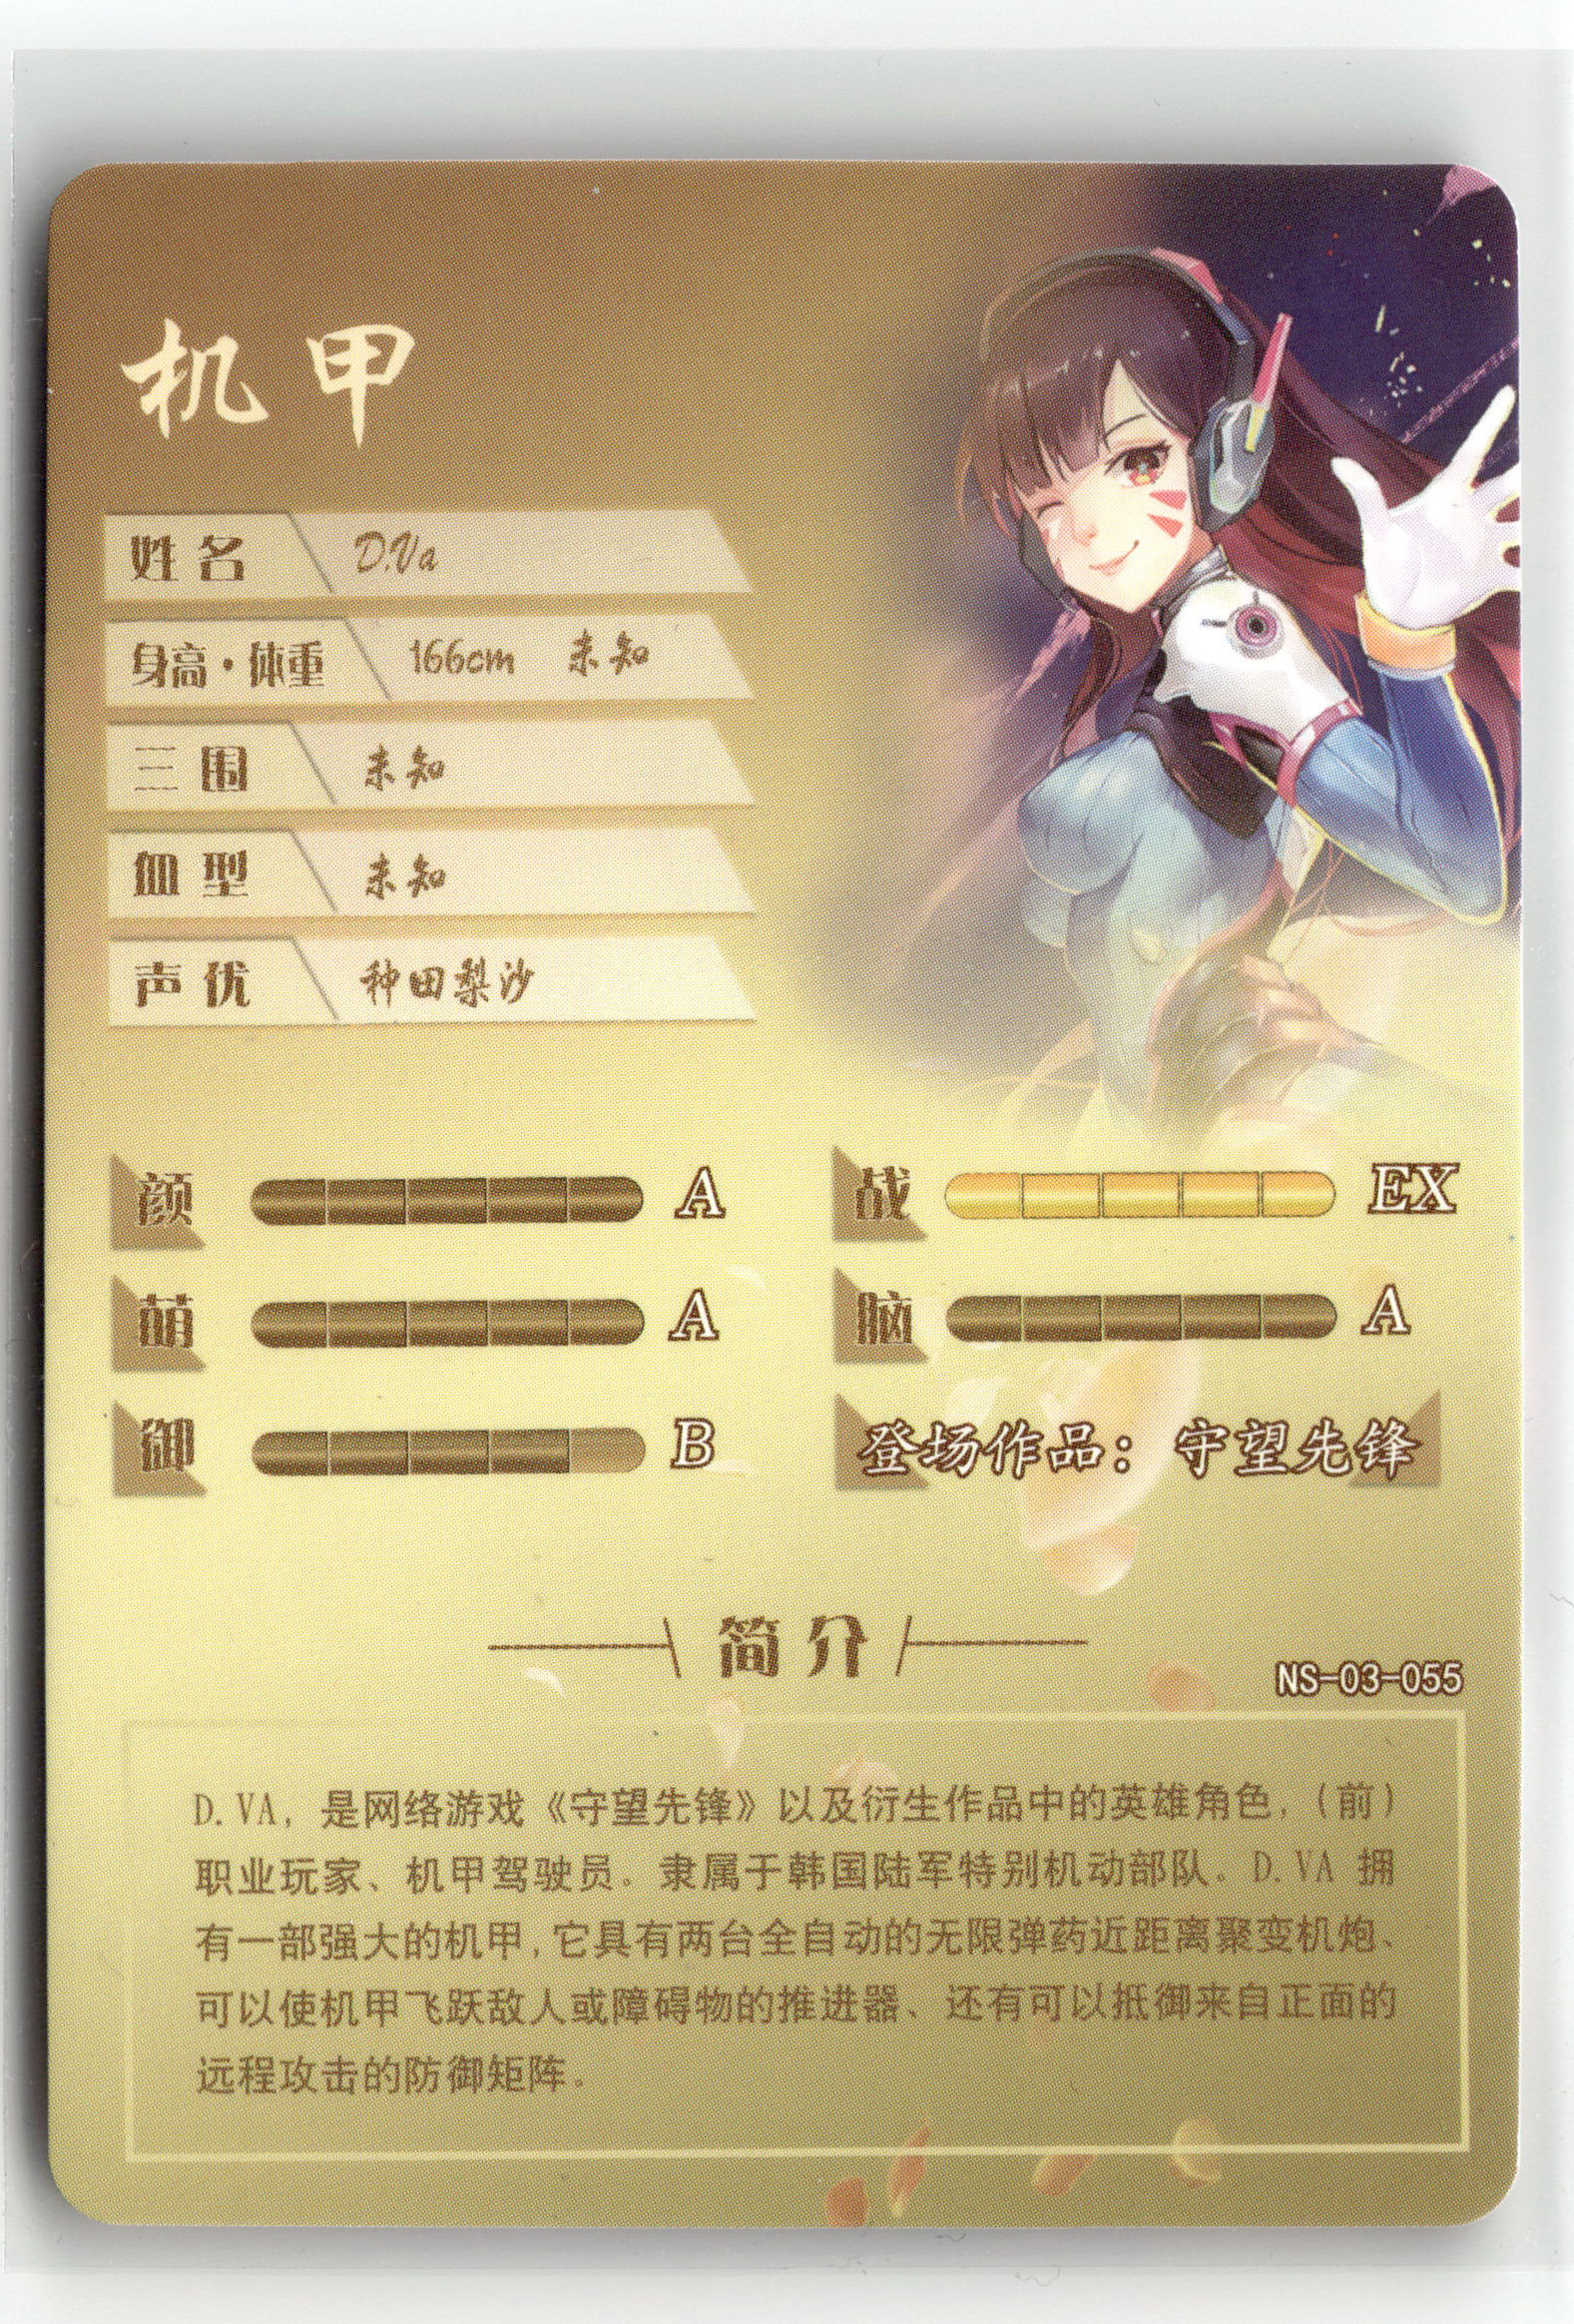 机甲
姓名 D.Va
身高·体重 166cm 未知
三围 未知
血型 未知
声优 种田梨沙
颜 A
战 EX
萌 A
脑 A
御 B
登场作品：守望先锋
简介
NS-03-055
D.VA，是网络游戏《守望先锋》以及衍生作品中的英雄角色，（前）
职业玩家、机甲驾驶员。隶属于韩国陆军特别机动部队。D.VA 拥
有一部强大的机甲，它具有两台全自动的无限弹药近距离聚变机炮、
可以使机甲飞跃敌人或障碍物的推进器、还有可以抵御来自正面的
远程攻击的防御矩阵。